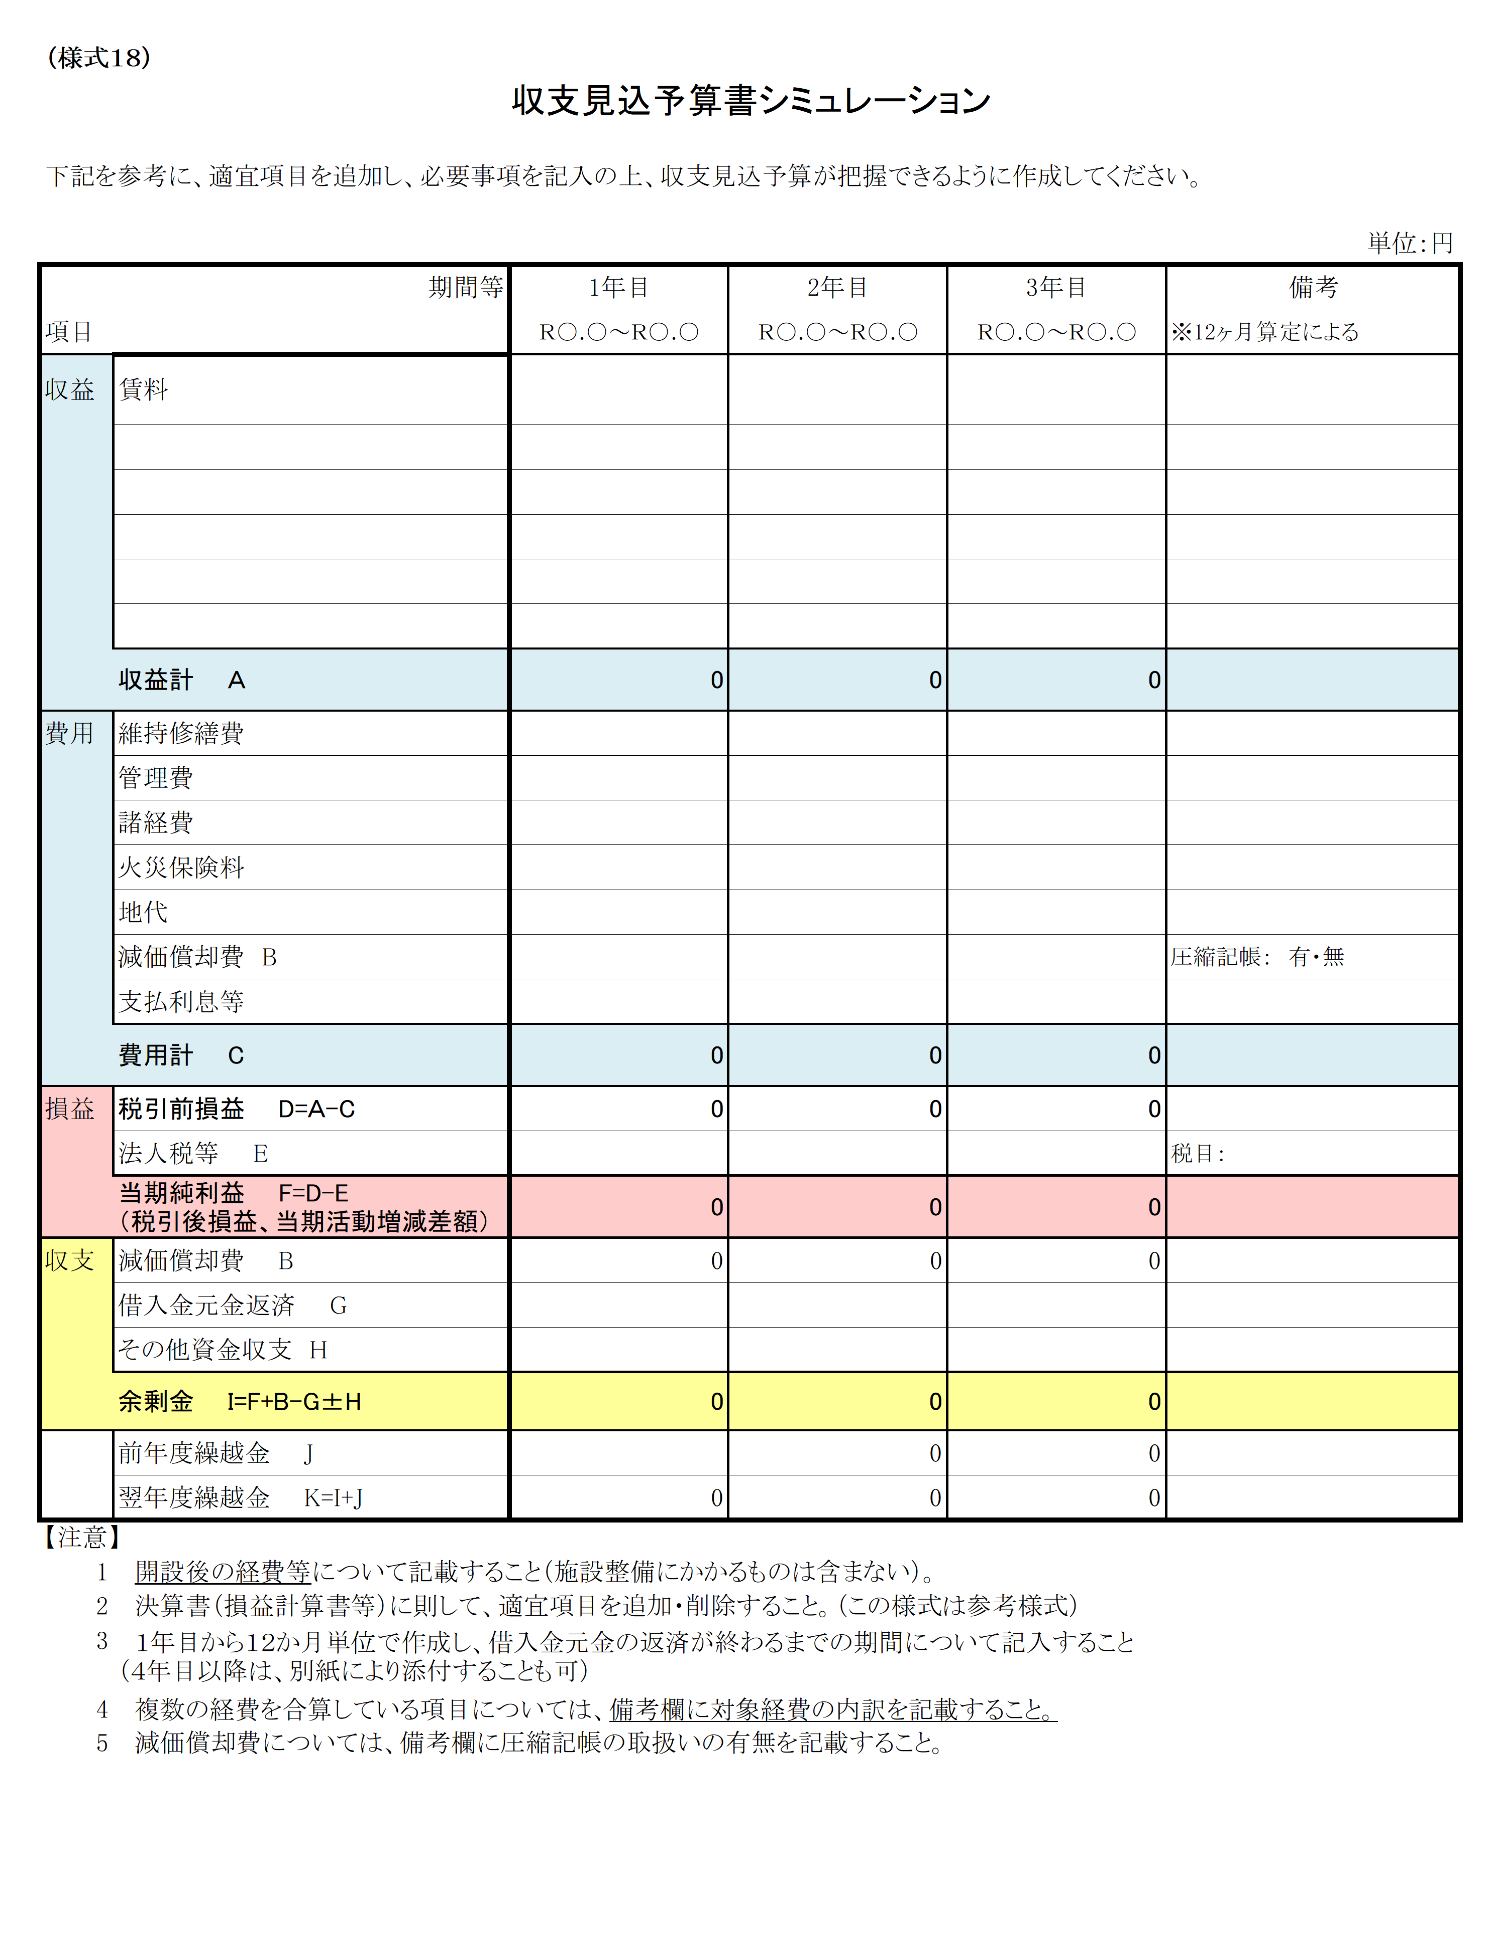 （様式18）
収支見込予算書シミュレーション
下記を参考に、適宜項目を追加し、必要事項を記入の上、収支見込予算が把握できるように作成してください。
単位：円
期間等 1年目 2年目 3年目 備考
項目 R○.○～R○.○ R○.○～R○.○ R○.○～R○.○ ※12ヶ月算定による
収益 賃料
収益計 A 0 0 0
費用 維持修繕費
管理費
諸経費
火災保険料
地代
減価償却費 B 圧縮記帳： 有・無
支払利息等
費用計 C 0 0 0
損益 税引前損益 D=A-C 0 0 0
法人税等 E 税目：
当期純利益 F=D-E
（税引後損益、当期活動増減差額） 0 0 0
収支 減価償却費 B 0 0 0
借入金元金返済 G
その他資金収支 H
余剰金 I=F+B-G±H 0 0 0
前年度繰越金 J 0 0
翌年度繰越金 K=I+J 0 0 0
【注意】
1 開設後の経費等について記載すること（施設整備にかかるものは含まない）。
2 決算書（損益計算書等）に則して、適宜項目を追加・削除すること。（この様式は参考様式）
3 １年目から１２か月単位で作成し、借入金元金の返済が終わるまでの期間について記入すること
（４年目以降は、別紙により添付することも可）
4 複数の経費を合算している項目については、備考欄に対象経費の内訳を記載すること。
5 減価償却費については、備考欄に圧縮記帳の取扱いの有無を記載すること。